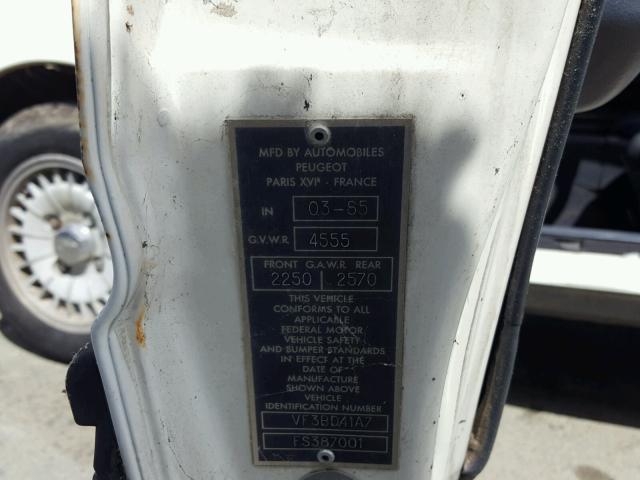 MFD BY AUTOMOBILES
PEUGEOT
PARIS XVIᵉ - FRANCE
IN 03-85
G.V.W.R. 4555
FRONT G.A.W.R. REAR
2250 2570
THIS VEHICLE
CONFORMS TO ALL
APPLICABLE
FEDERAL MOTOR
VEHICLE SAFETY
AND BUMPER STANDARDS
IN EFFECT AT THE
DATE OF
MANUFACTURE
SHOWN ABOVE
VEHICLE
IDENTIFICATION NUMBER
VF3BD41A7
FS387001